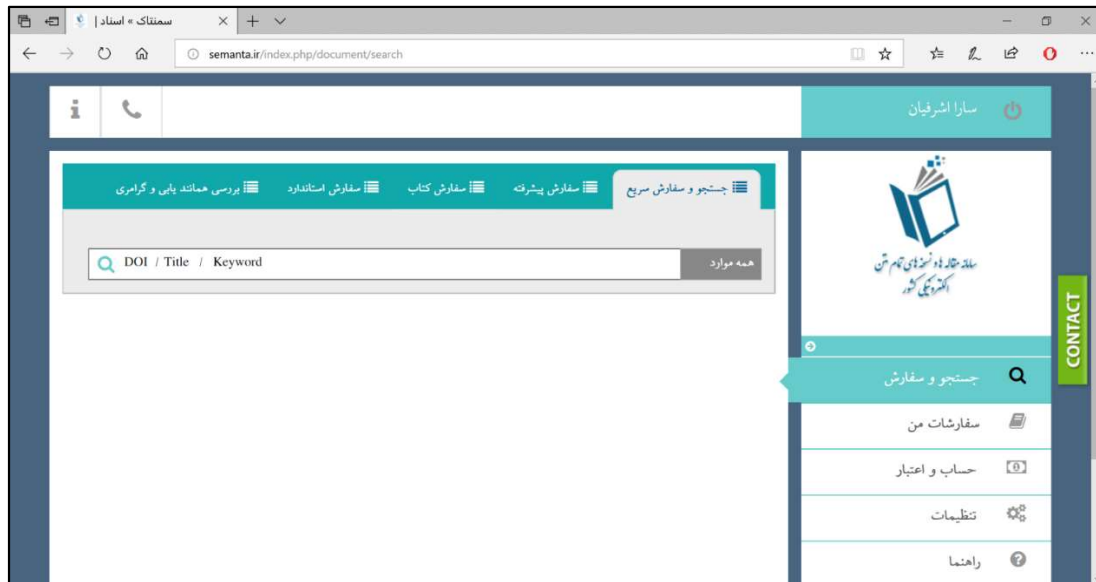 سمنتاک » اسناد |
semanta.ir/index.php/document/search
سارا اشرفیان
جستجو و سفارش سریع
سفارش پیشرفته
سفارش کتاب
سفارش استاندارد
بررسی همانند یابی و گرامری
همه موارد
DOI / Title / Keyword
سامانه مقاله ها و نسخه های تمام متن
الکترونیکی کشور
CONTACT
جستجو و سفارش
سفارشات من
حساب و اعتبار
تنظیمات
راهنما